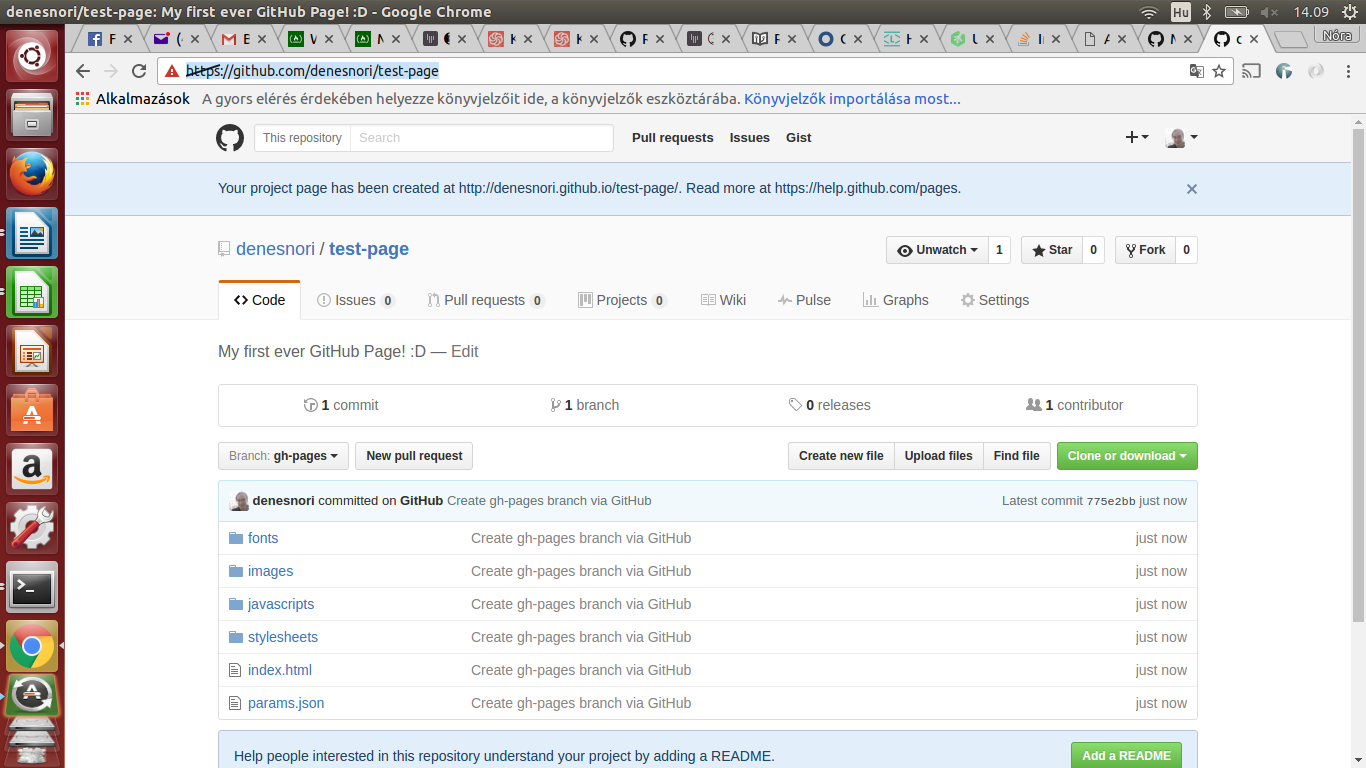 denesnori/test-page: My first ever GitHub Page! :D - Google Chrome
Hu
14.09
F
(
E
V
N
K
K
F
C
F
C
H
U
I
A
N
Nóra
https://github.com/denesnori/test-page
Alkalmazások
A gyors elérés érdekében helyezze könyvjelzőit ide, a könyvjelzők eszköztárába. Könyvjelzők importálása most...
This repository
Search
Pull requests
Issues
Gist
Your project page has been created at http://denesnori.github.io/test-page/. Read more at https://help.github.com/pages.
denesnori / test-page
Unwatch
1
Star
0
Fork
0
Code
Issues 0
Pull requests 0
Projects 0
Wiki
Pulse
Graphs
Settings
My first ever GitHub Page! :D — Edit
1 commit
1 branch
0 releases
1 contributor
Branch: gh-pages
New pull request
Create new file
Upload files
Find file
Clone or download
denesnori committed on GitHub Create gh-pages branch via GitHub
Latest commit 775e2bb just now
fonts
Create gh-pages branch via GitHub
just now
images
Create gh-pages branch via GitHub
just now
javascripts
Create gh-pages branch via GitHub
just now
stylesheets
Create gh-pages branch via GitHub
just now
index.html
Create gh-pages branch via GitHub
just now
params.json
Create gh-pages branch via GitHub
just now
Help people interested in this repository understand your project by adding a README.
Add a README